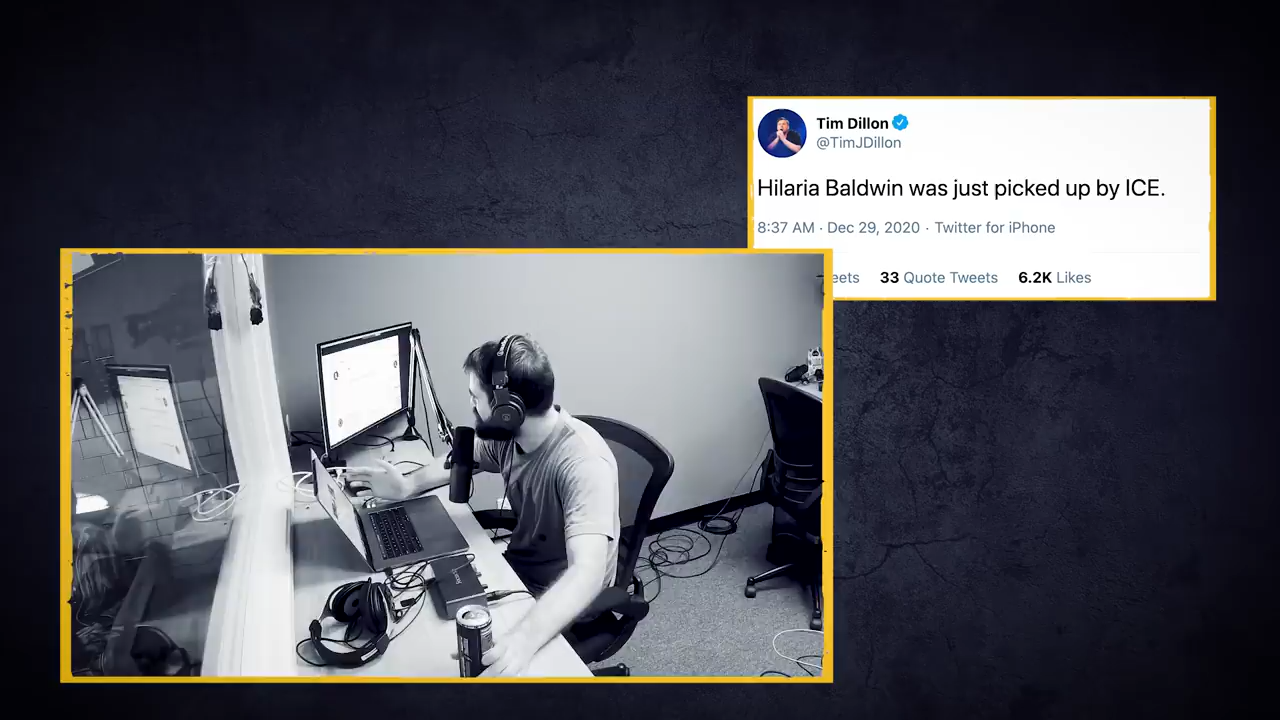 Tim Dillon
@TimJDillon
Hilaria Baldwin was just picked up by ICE.
8:37 AM · Dec 29, 2020 · Twitter for iPhone
eets 33 Quote Tweets 6.2K Likes